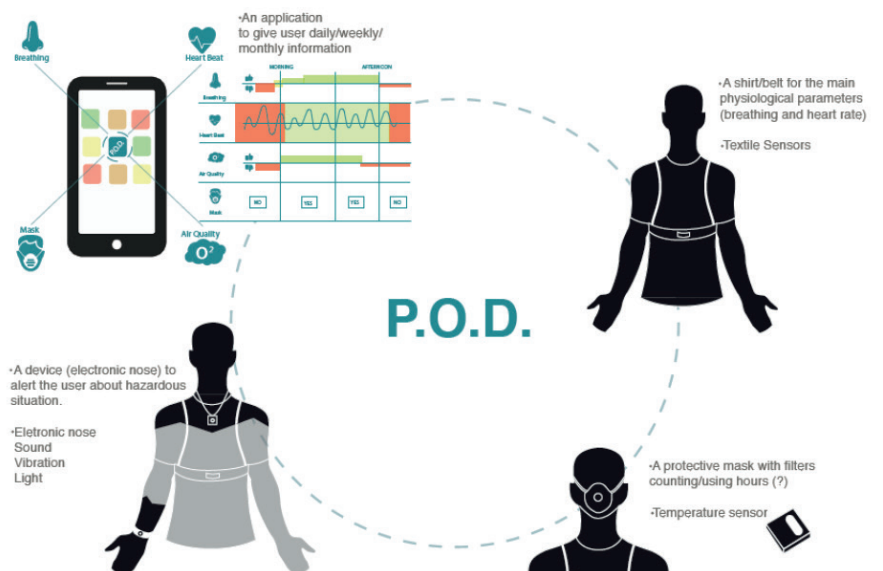 ·An application
to give user daily/weekly/
monthly information
Breathing
Heart Beat
P.O.D.
Mask
Air Quality
O²
MORNING
AFTERNOON
Breathing
Heart Beat
Air Quality
Mask
NO
YES
YES
NO
·A shirt/belt for the main
physiological parameters
(breathing and heart rate)
·Textile Sensors
P.O.D.
·A device (electronic nose) to
alert the user about hazardous
situation.
·Eletronic nose
Sound
Vibration
Light
·A protective mask with filters
counting/using hours (?)
·Temperature sensor